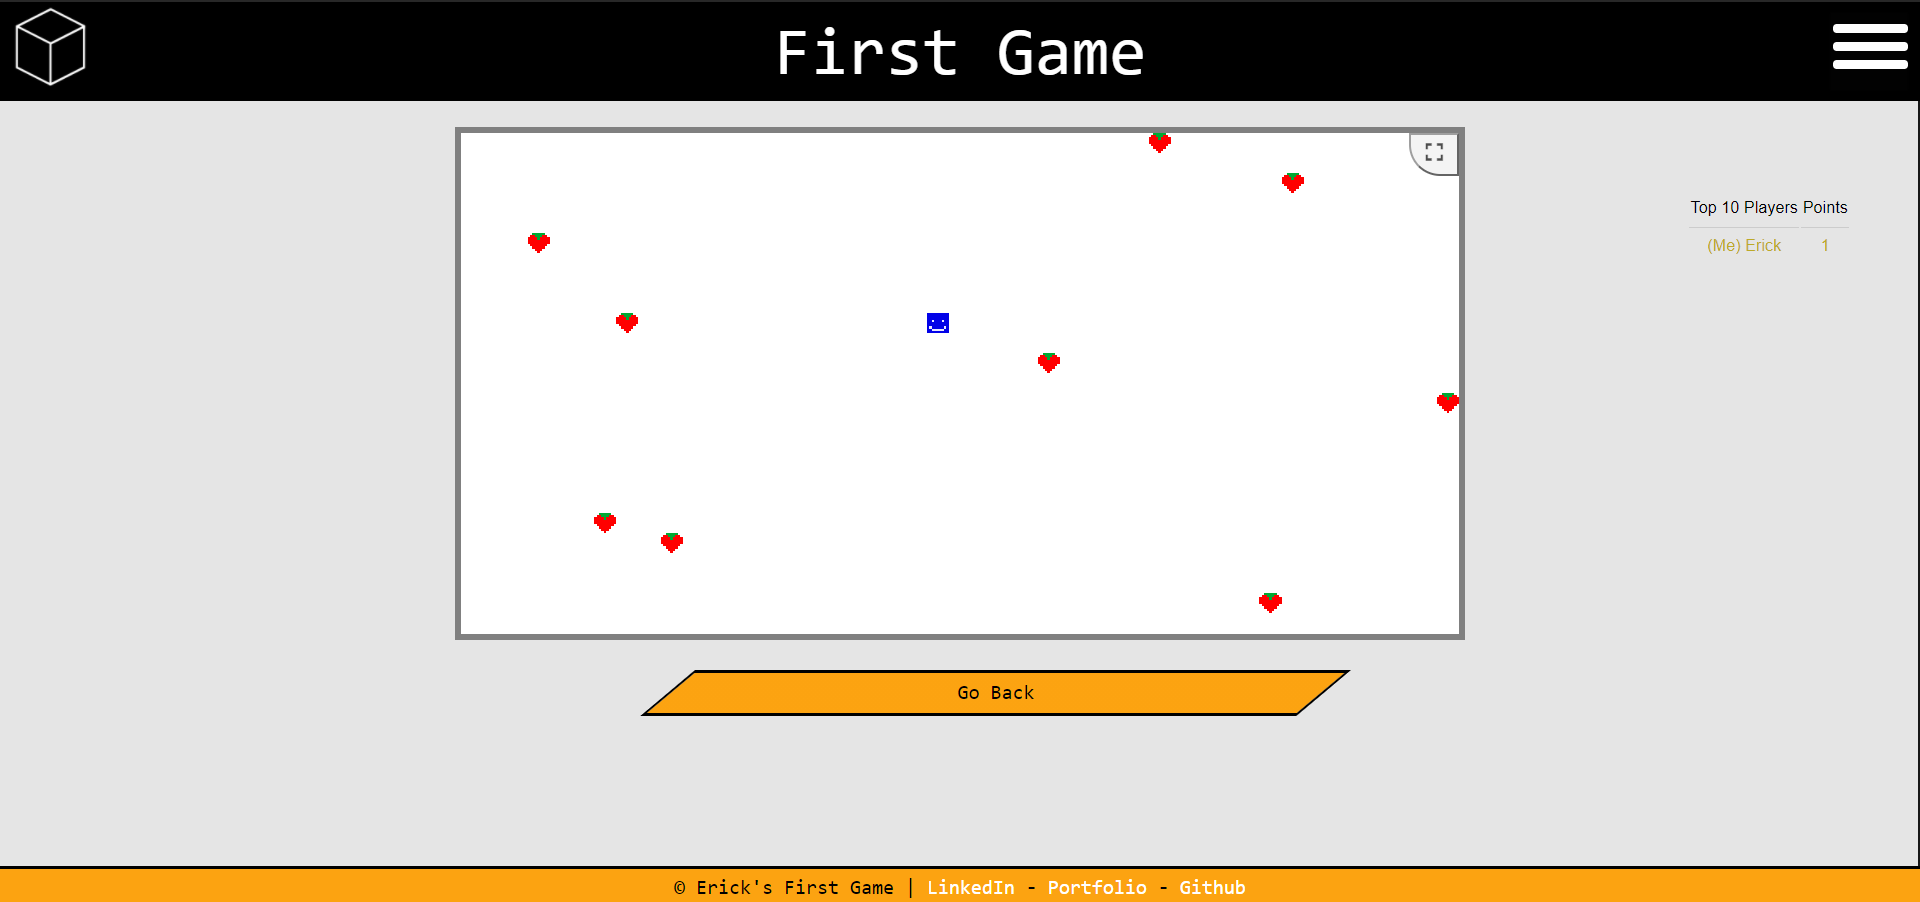 First Game
Top 10 Players Points
(Me) Erick 1
Go Back
© Erick's First Game | LinkedIn - Portfolio - Github